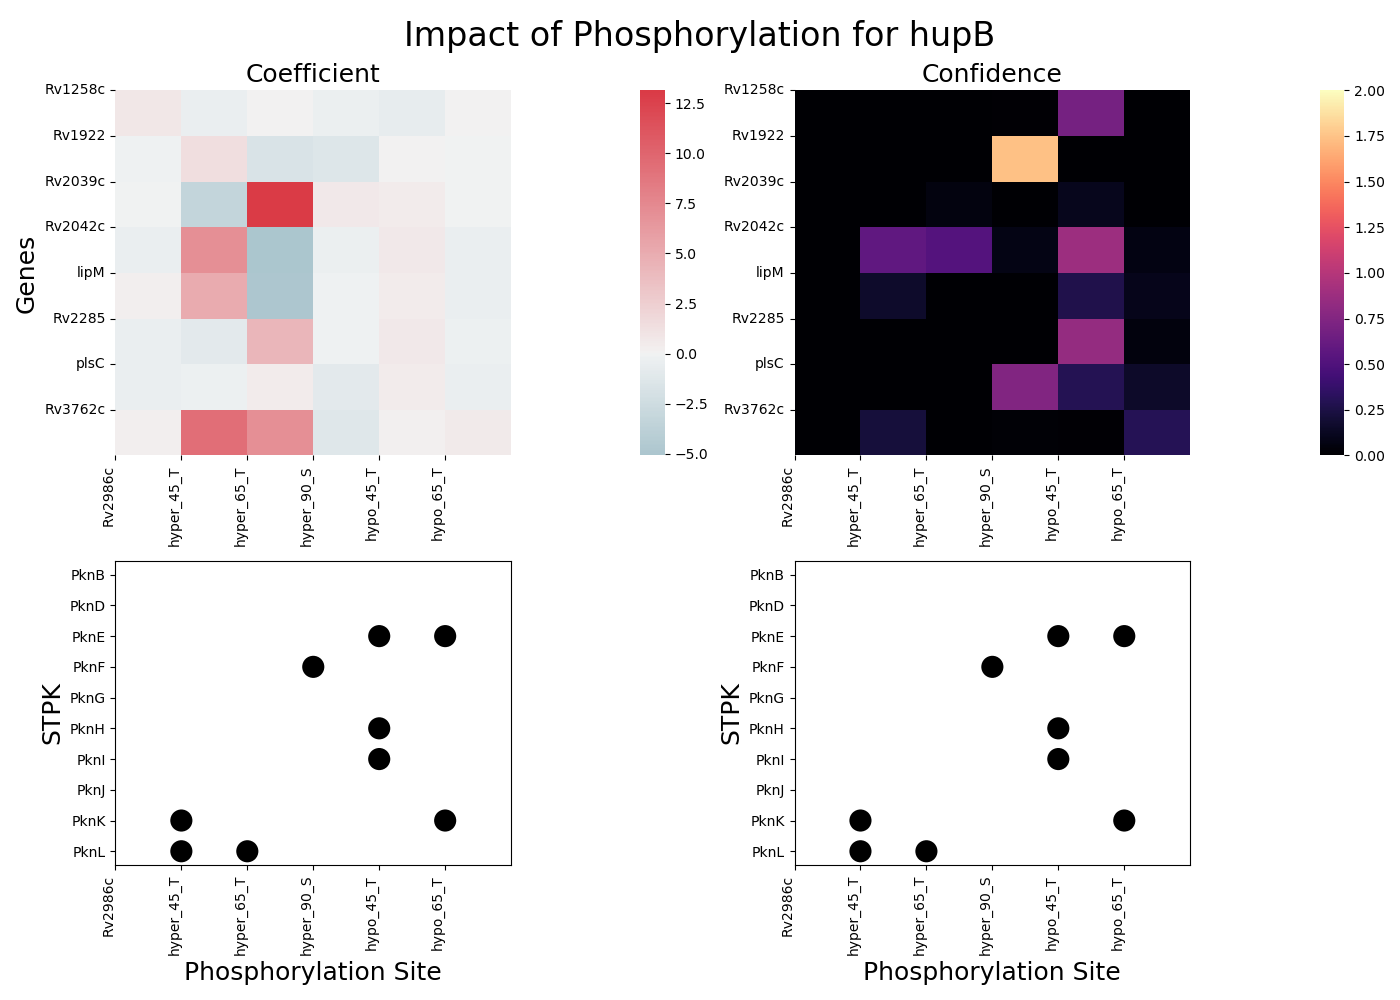 Impact of Phosphorylation for hupB
Coefficient
Genes
Rv1258c
Rv1922
Rv2039c
Rv2042c
lipM
Rv2285
plsC
Rv3762c
Rv2986c
hyper_45_T
hyper_65_T
hyper_90_S
hypo_45_T
hypo_65_T
12.5
10.0
7.5
5.0
2.5
0.0
−2.5
−5.0
Confidence
Rv1258c
Rv1922
Rv2039c
Rv2042c
lipM
Rv2285
plsC
Rv3762c
Rv2986c
hyper_45_T
hyper_65_T
hyper_90_S
hypo_45_T
hypo_65_T
2.00
1.75
1.50
1.25
1.00
0.75
0.50
0.25
0.00
STPK
PknB
PknD
PknE
PknF
PknG
PknH
PknI
PknJ
PknK
PknL
Rv2986c
hyper_45_T
hyper_65_T
hyper_90_S
hypo_45_T
hypo_65_T
Phosphorylation Site
STPK
PknB
PknD
PknE
PknF
PknG
PknH
PknI
PknJ
PknK
PknL
Rv2986c
hyper_45_T
hyper_65_T
hyper_90_S
hypo_45_T
hypo_65_T
Phosphorylation Site